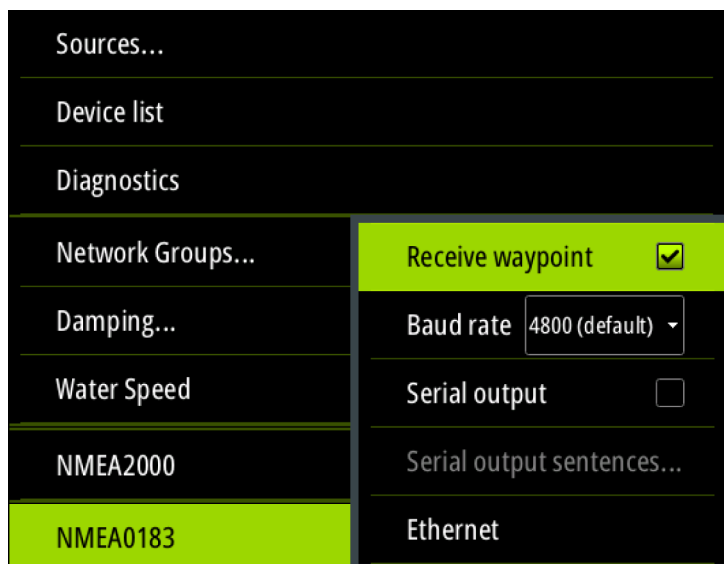 Sources...
Device list
Diagnostics
Network Groups...
Damping...
Water Speed
NMEA2000
NMEA0183
Receive waypoint
Baud rate 4800 (default)
Serial output
Serial output sentences...
Ethernet